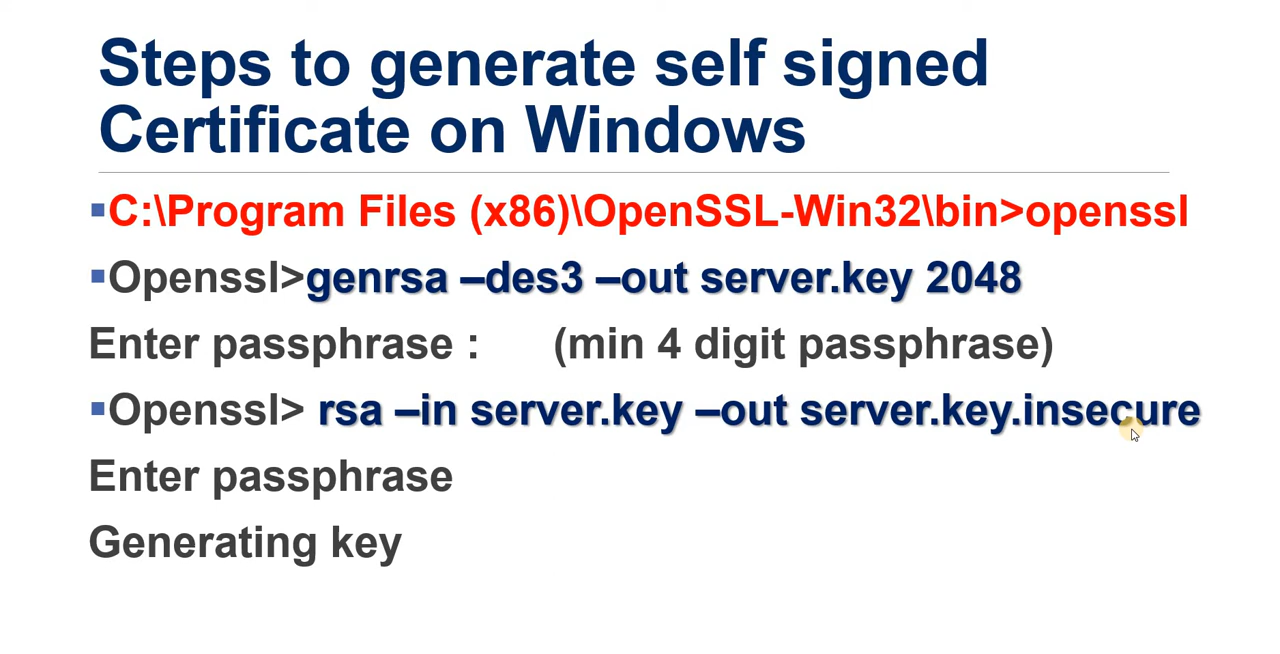 Steps to generate self signed
Certificate on Windows
▪C:\Program Files (x86)\OpenSSL-Win32\bin>openssl
▪Openssl>genrsa –des3 –out server.key 2048
Enter passphrase : (min 4 digit passphrase)
▪Openssl> rsa –in server.key –out server.key.insecure
Enter passphrase
Generating key